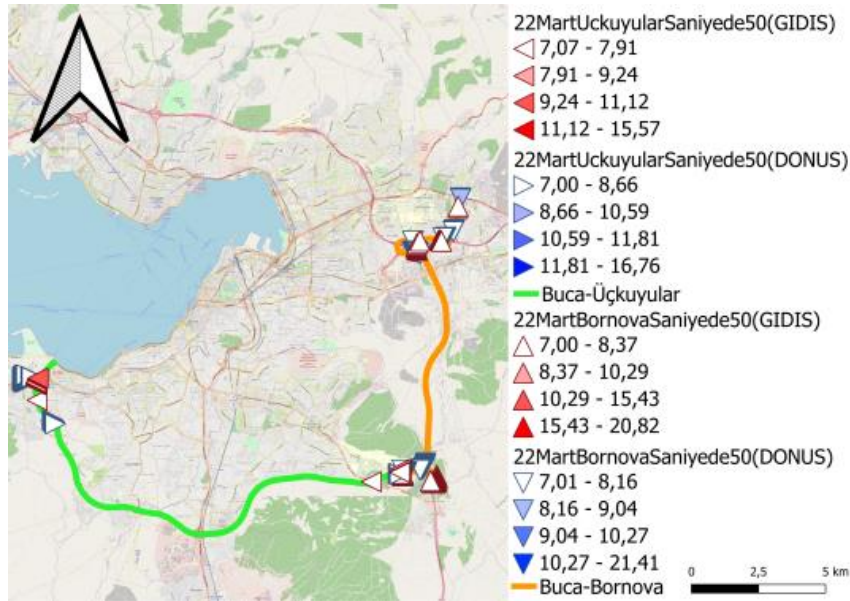 22MartUckuyularSaniyede50(GIDIS)
7,07 - 7,91
7,91 - 9,24
9,24 - 11,12
11,12 - 15,57
22MartUckuyularSaniyede50(DONUS)
7,00 - 8,66
8,66 - 10,59
10,59 - 11,81
11,81 - 16,76
Buca-Üçkuyular
22MartBornovaSaniyede50(GIDIS)
7,00 - 8,37
8,37 - 10,29
10,29 - 15,43
15,43 - 20,82
22MartBornovaSaniyede50(DONUS)
7,01 - 8,16
8,16 - 9,04
9,04 - 10,27
10,27 - 21,41
Buca-Bornova
0 2,5 5 km